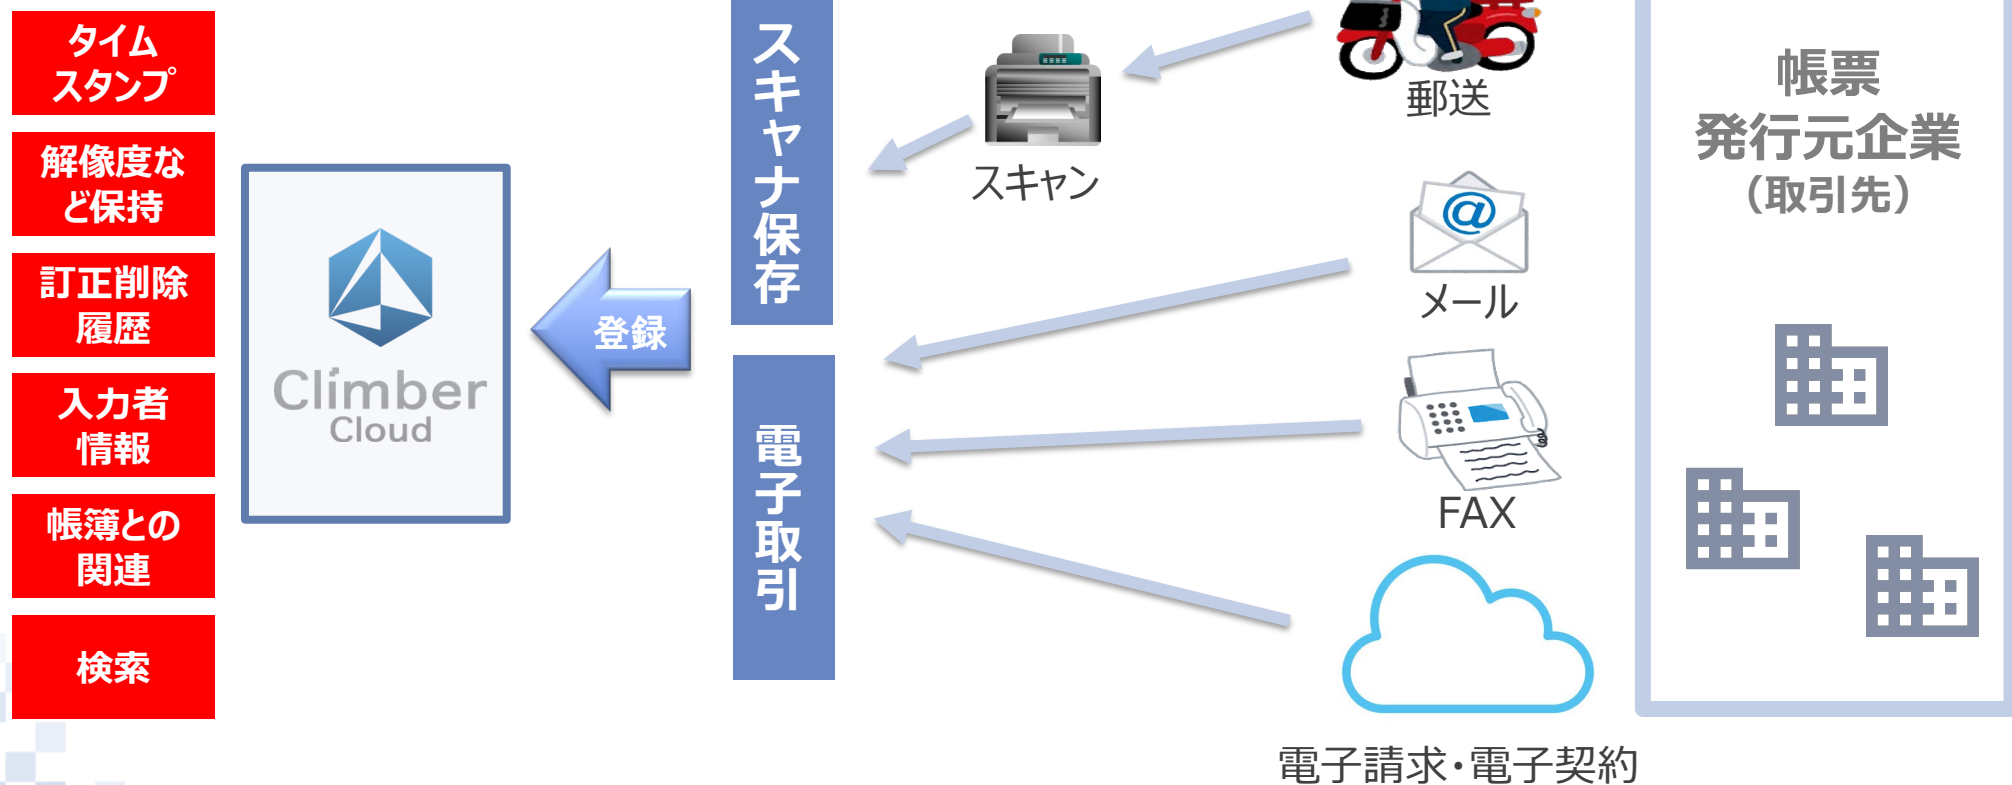 タイム
スタンプ
解像度な
ど保持
訂正削除
履歴
入力者
情報
帳簿との
関連
検索
Climber
Cloud
登録
スキャナ保存
電子取引
スキャン
郵送
@
メール
FAX
電子請求・電子契約
帳票
発行元企業
（取引先）